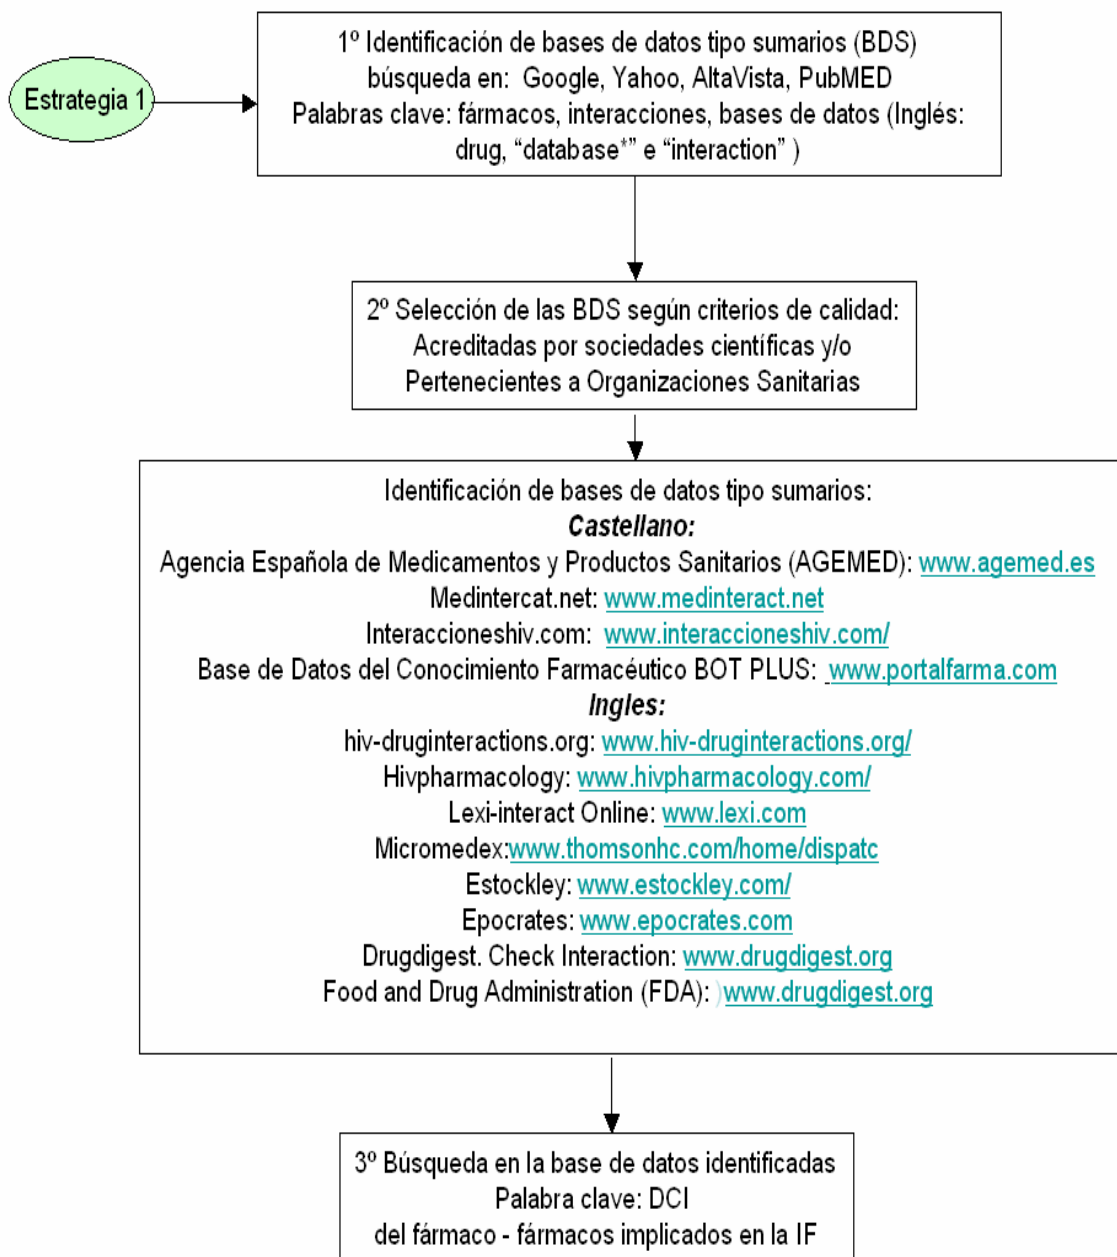 Estrategia 1
1º Identificación de bases de datos tipo sumarios (BDS)
búsqueda en: Google, Yahoo, AltaVista, PubMED
Palabras clave: fármacos, interacciones, bases de datos (Inglés:
drug, “database*” e “interaction” )
2º Selección de las BDS según criterios de calidad:
Acreditadas por sociedades científicas y/o
Pertenecientes a Organizaciones Sanitarias
Identificación de bases de datos tipo sumarios:
Castellano:
Agencia Española de Medicamentos y Productos Sanitarios (AGEMED): www.agemed.es
Medintercat.net: www.medinteract.net
Interaccioneshiv.com: www.interaccioneshiv.com/
Base de Datos del Conocimiento Farmacéutico BOT PLUS: www.portalfarma.com
Ingles:
hiv-druginteractions.org: www.hiv-druginteractions.org/
Hivpharmacology: www.hivpharmacology.com/
Lexi-interact Online: www.lexi.com
Micromedex:www.thomsonhc.com/home/dispatc
Estockley: www.estockley.com/
Epocrates: www.epocrates.com
Drugdigest. Check Interaction: www.drugdigest.org
Food and Drug Administration (FDA): )www.drugdigest.org
3º Búsqueda en la base de datos identificadas
Palabra clave: DCI
del fármaco - fármacos implicados en la IF